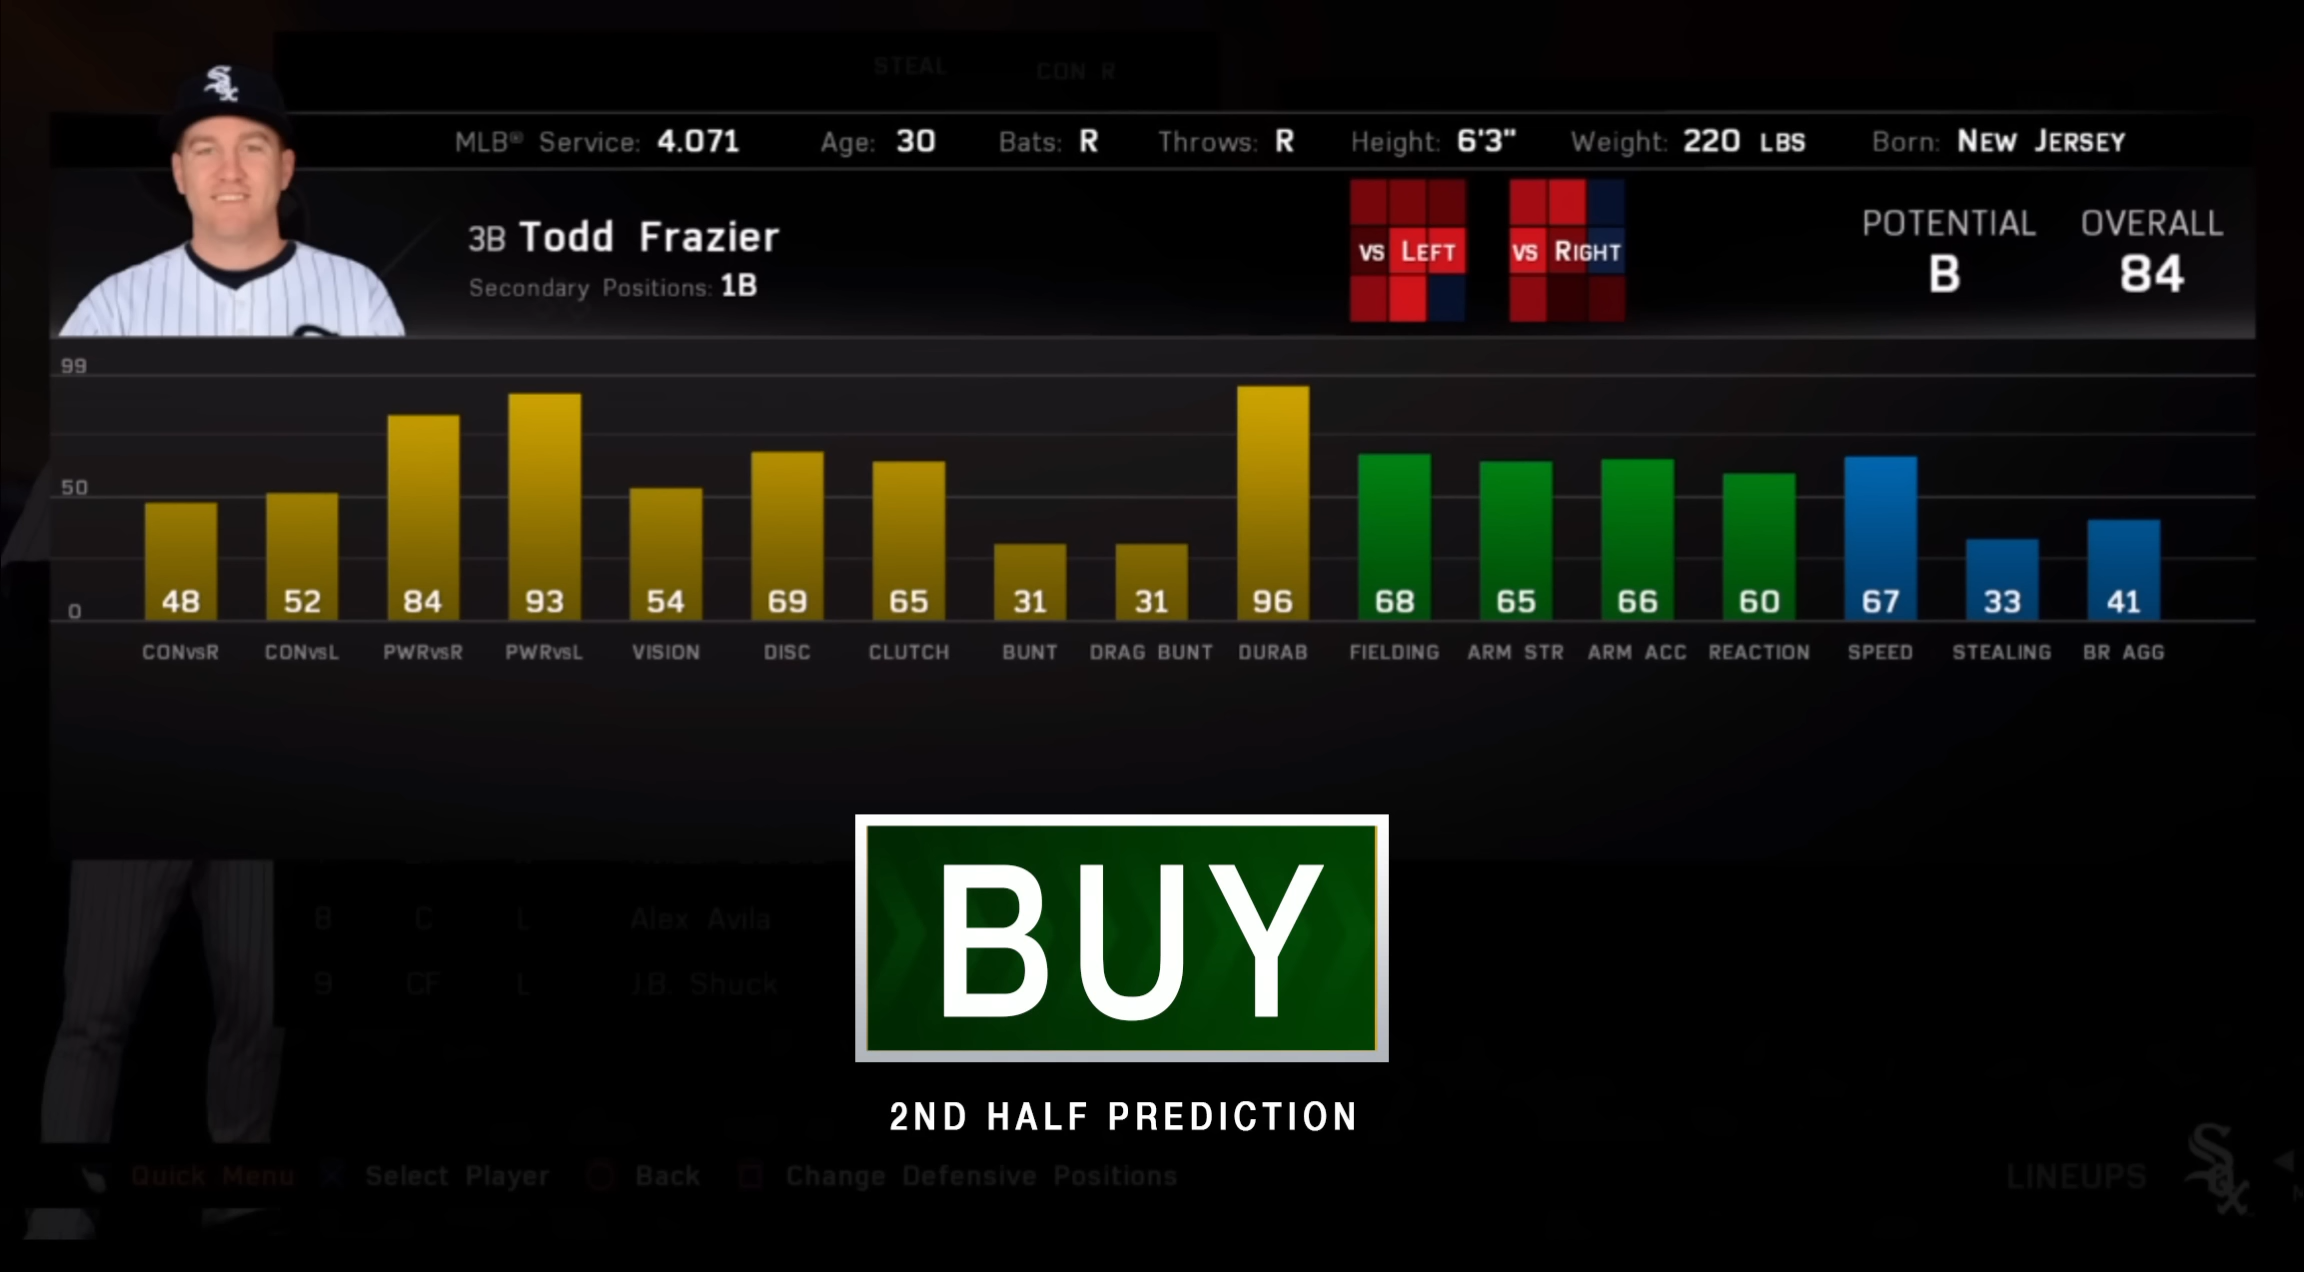 STEAL CON R
MLB® Service: 4.071 Age: 30 Bats: R Throws: R Height: 6'3" Weight: 220 LBS Born: NEW JERSEY
3B Todd Frazier
Secondary Positions: 1B
VS LEFT
VS RIGHT
POTENTIAL OVERALL
B 84
99
50
0
48 52 84 93 54 69 65 31 31 96 68 65 66 60 67 33 41
CONvsR CONvsL PWRvsR PWRvsL VISION DISC CLUTCH BUNT DRAG BUNT DURAB FIELDING ARM STR ARM ACC REACTION SPEED STEALING BR AGG
8 C L Alex Avila
9 CF L J.B. Shuck
BUY
2ND HALF PREDICTION
Quick Menu Select Player Back Change Defensive Positions LINEUPS Sox